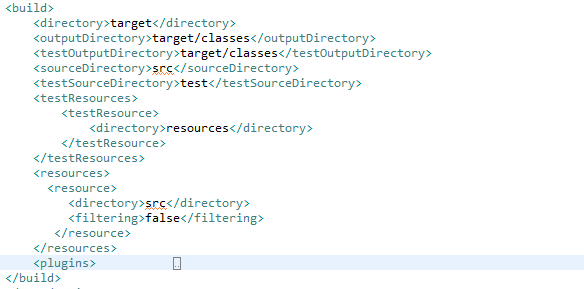 <build>
<directory>target</directory>
<outputDirectory>target/classes</outputDirectory>
<testOutputDirectory>target/classes</testOutputDirectory>
<sourceDirectory>src</sourceDirectory>
<testSourceDirectory>test</testSourceDirectory>
<testResources>
<testResource>
<directory>resources</directory>
</testResource>
</testResources>
<resources>
<resource>
<directory>src</directory>
<filtering>false</filtering>
</resource>
</resources>
<plugins>
</build>